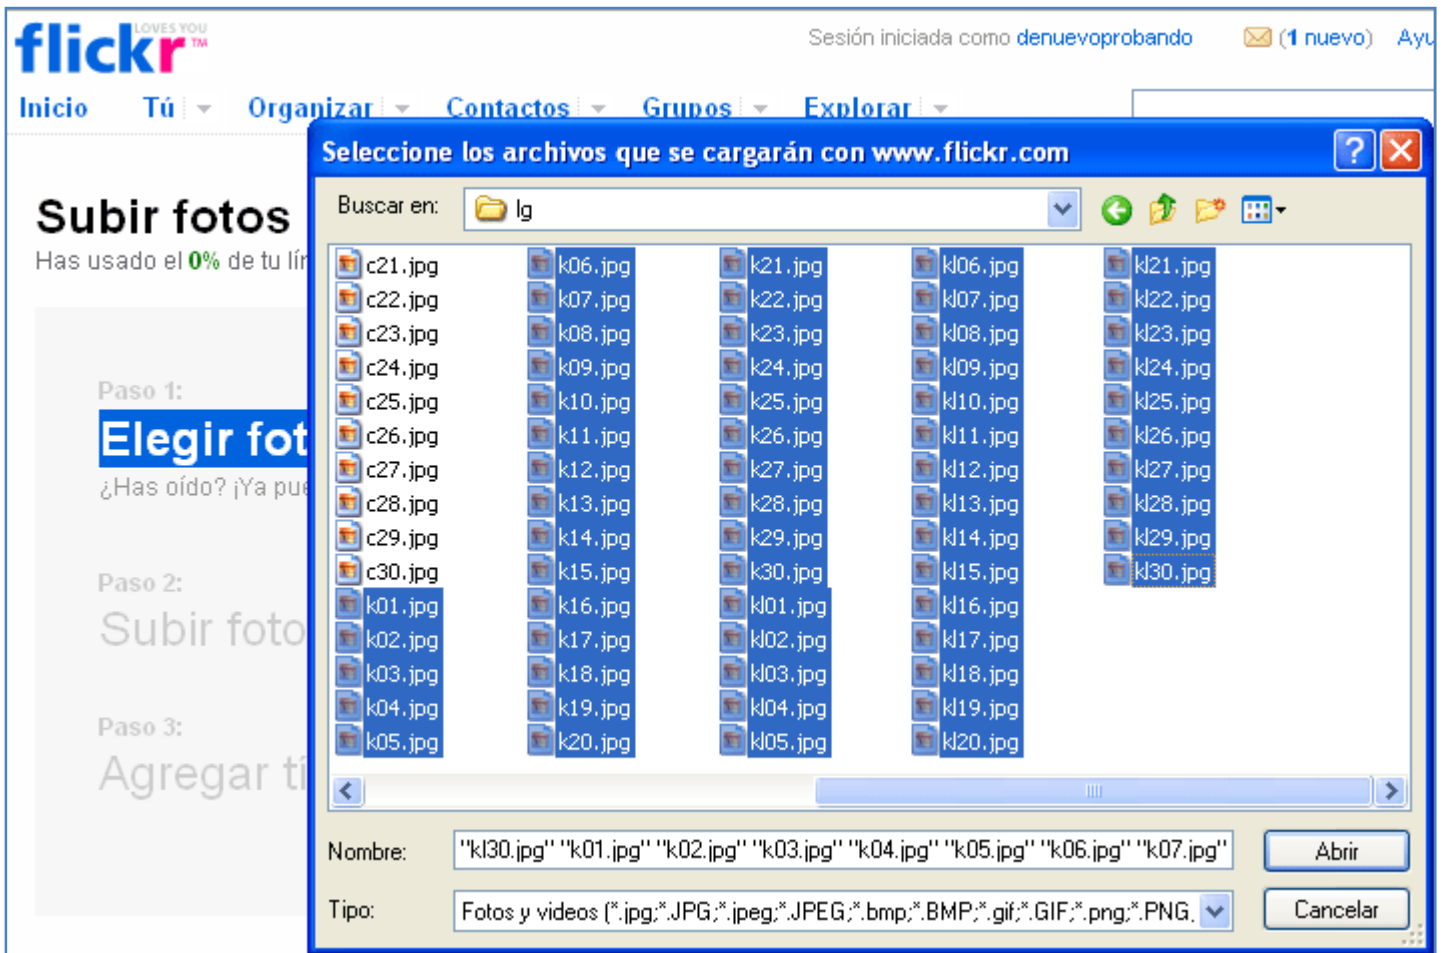 LOVES YOU
flickr™
Sesión iniciada como denuevoprobando (1 nuevo) Ayu
Inicio Tú Organizar Contactos Grupos Explorar
Subir fotos
Has usado el 0% de tu lín
Paso 1:
Elegir fot
¿Has oído? ¡Ya pue
Paso 2:
Subir foto
Paso 3:
Agregar tí
Seleccione los archivos que se cargarán con www.flickr.com
Buscar en: lg
c21.jpg k06.jpg k21.jpg kl06.jpg kl21.jpg
c22.jpg k07.jpg k22.jpg kl07.jpg kl22.jpg
c23.jpg k08.jpg k23.jpg kl08.jpg kl23.jpg
c24.jpg k09.jpg k24.jpg kl09.jpg kl24.jpg
c25.jpg k10.jpg k25.jpg kl10.jpg kl25.jpg
c26.jpg k11.jpg k26.jpg kl11.jpg kl26.jpg
c27.jpg k12.jpg k27.jpg kl12.jpg kl27.jpg
c28.jpg k13.jpg k28.jpg kl13.jpg kl28.jpg
c29.jpg k14.jpg k29.jpg kl14.jpg kl29.jpg
c30.jpg k15.jpg k30.jpg kl15.jpg kl30.jpg
k01.jpg k16.jpg kl01.jpg kl16.jpg
k02.jpg k17.jpg kl02.jpg kl17.jpg
k03.jpg k18.jpg kl03.jpg kl18.jpg
k04.jpg k19.jpg kl04.jpg kl19.jpg
k05.jpg k20.jpg kl05.jpg kl20.jpg
Nombre: "kl30.jpg" "k01.jpg" "k02.jpg" "k03.jpg" "k04.jpg" "k05.jpg" "k06.jpg" "k07.jpg" Abrir
Tipo: Fotos y videos (*.jpg;*.JPG;*.jpeg;*.JPEG;*.bmp;*.BMP;*.gif;*.GIF;*.png;*.PNG, Cancelar